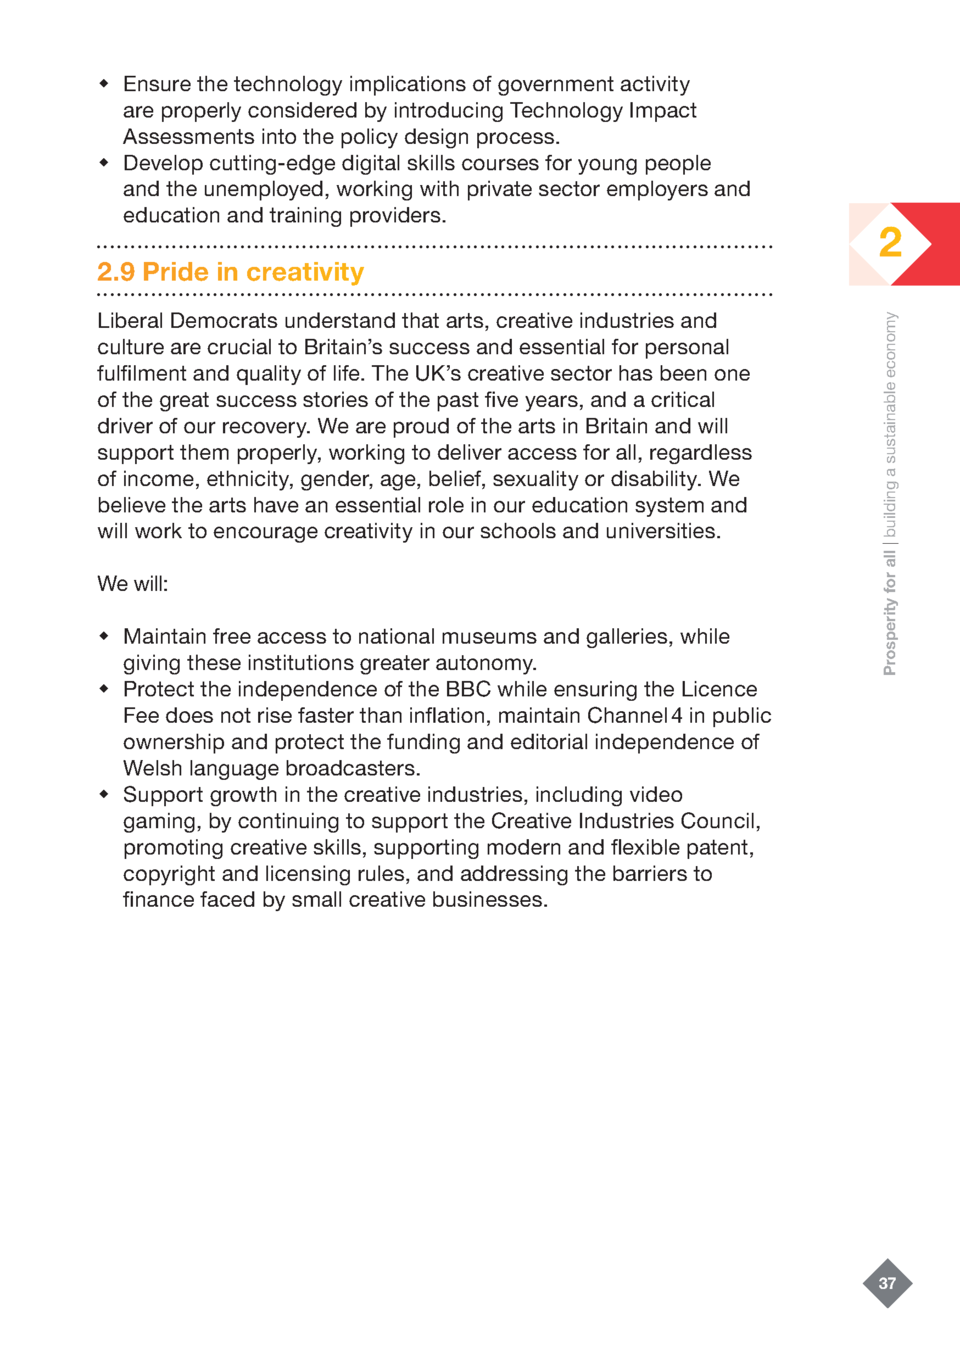 ◆ Ensure the technology implications of government activity
are properly considered by introducing Technology Impact
Assessments into the policy design process.
◆ Develop cutting-edge digital skills courses for young people
and the unemployed, working with private sector employers and
education and training providers.
2.9 Pride in creativity
Liberal Democrats understand that arts, creative industries and
culture are crucial to Britain’s success and essential for personal
fulfilment and quality of life. The UK’s creative sector has been one
of the great success stories of the past five years, and a critical
driver of our recovery. We are proud of the arts in Britain and will
support them properly, working to deliver access for all, regardless
of income, ethnicity, gender, age, belief, sexuality or disability. We
believe the arts have an essential role in our education system and
will work to encourage creativity in our schools and universities.
We will:
◆ Maintain free access to national museums and galleries, while
giving these institutions greater autonomy.
◆ Protect the independence of the BBC while ensuring the Licence
Fee does not rise faster than inflation, maintain Channel 4 in public
ownership and protect the funding and editorial independence of
Welsh language broadcasters.
◆ Support growth in the creative industries, including video
gaming, by continuing to support the Creative Industries Council,
promoting creative skills, supporting modern and flexible patent,
copyright and licensing rules, and addressing the barriers to
finance faced by small creative businesses.
2
Prosperity for all | building a sustainable economy
37